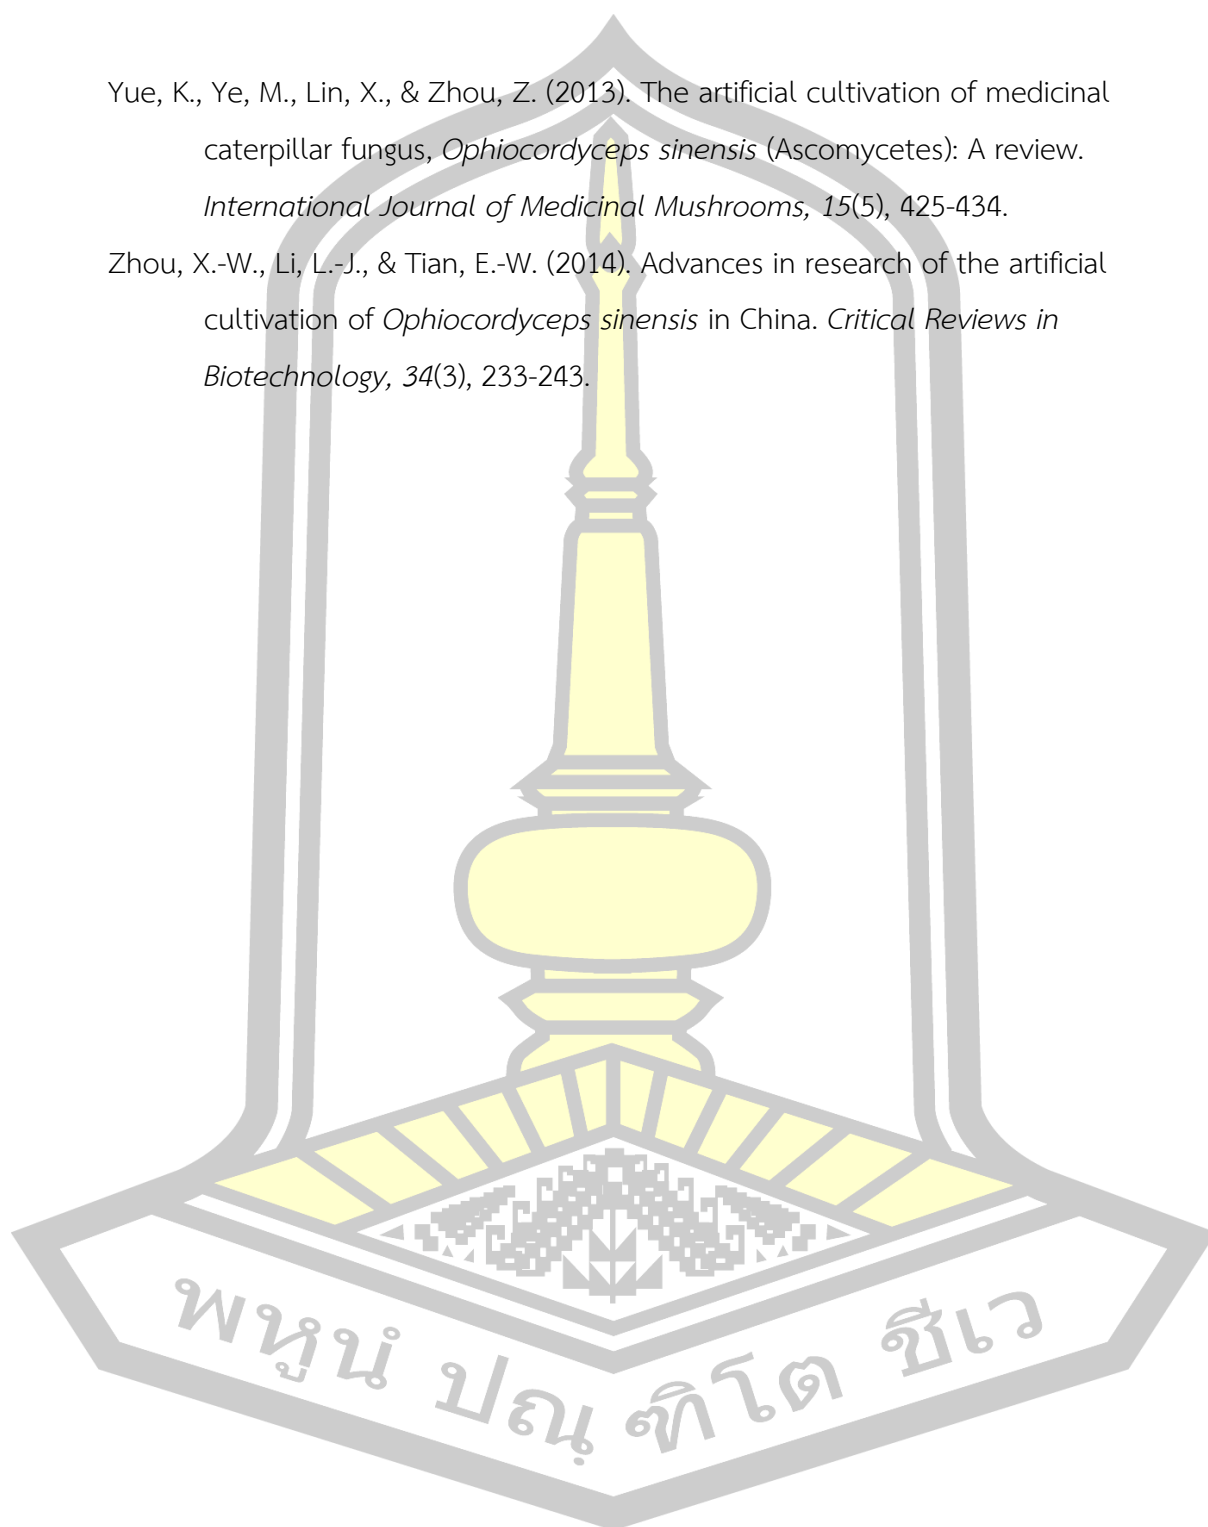 Yue, K., Ye, M., Lin, X., & Zhou, Z. (2013). The artificial cultivation of medicinal
caterpillar fungus, Ophiocordyceps sinensis (Ascomycetes): A review.
International Journal of Medicinal Mushrooms, 15(5), 425-434.
Zhou, X.-W., Li, L.-J., & Tian, E.-W. (2014). Advances in research of the artificial
cultivation of Ophiocordyceps sinensis in China. Critical Reviews in
Biotechnology, 34(3), 233-243.
พหูนํ ปณฺ ฑิโต ชีเว